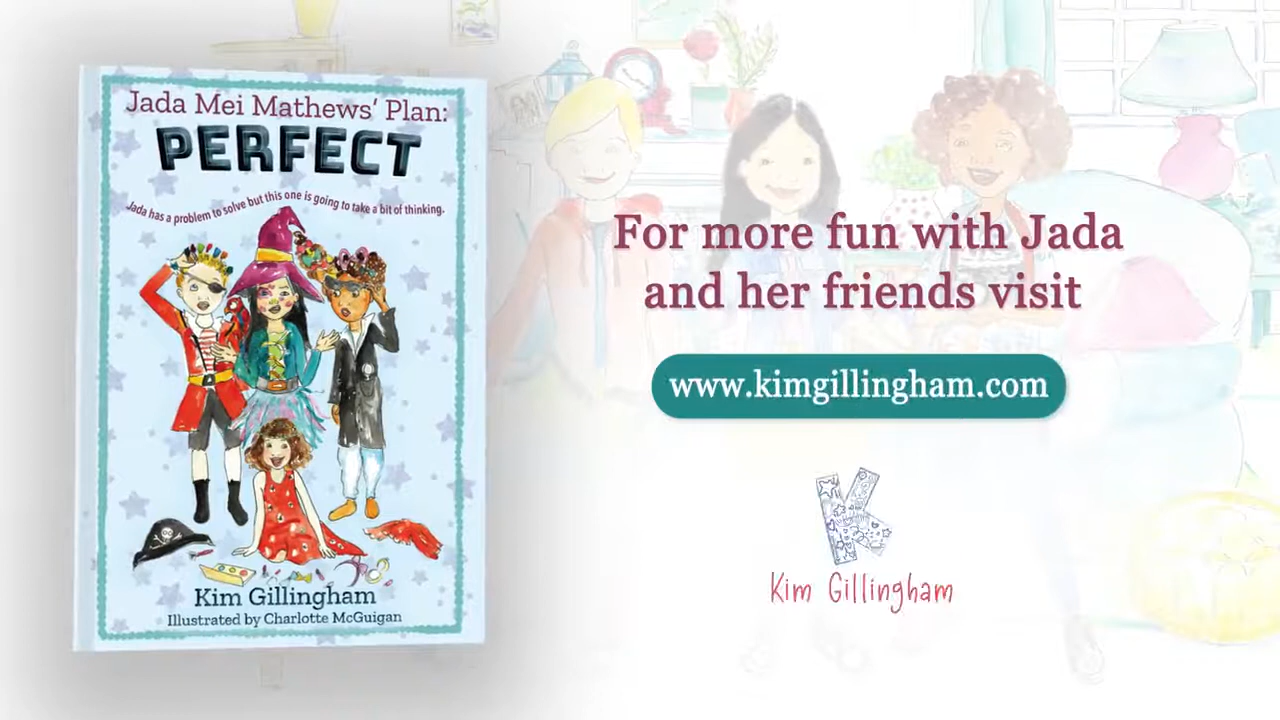 Jada Mei Mathews' Plan:
PERFECT
Jada has a problem to solve but this one is going to take a bit of thinking.
Kim Gillingham
Illustrated by Charlotte McGuigan
For more fun with Jada
and her friends visit
www.kimgillingham.com
K
Kim Gillingham